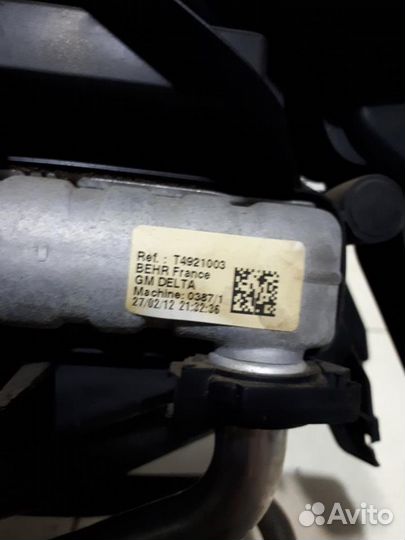 Ref. : T4921003
BEHR France
GM DELTA
Machine: 0387/1
27/02/12 21:32:36
Avito